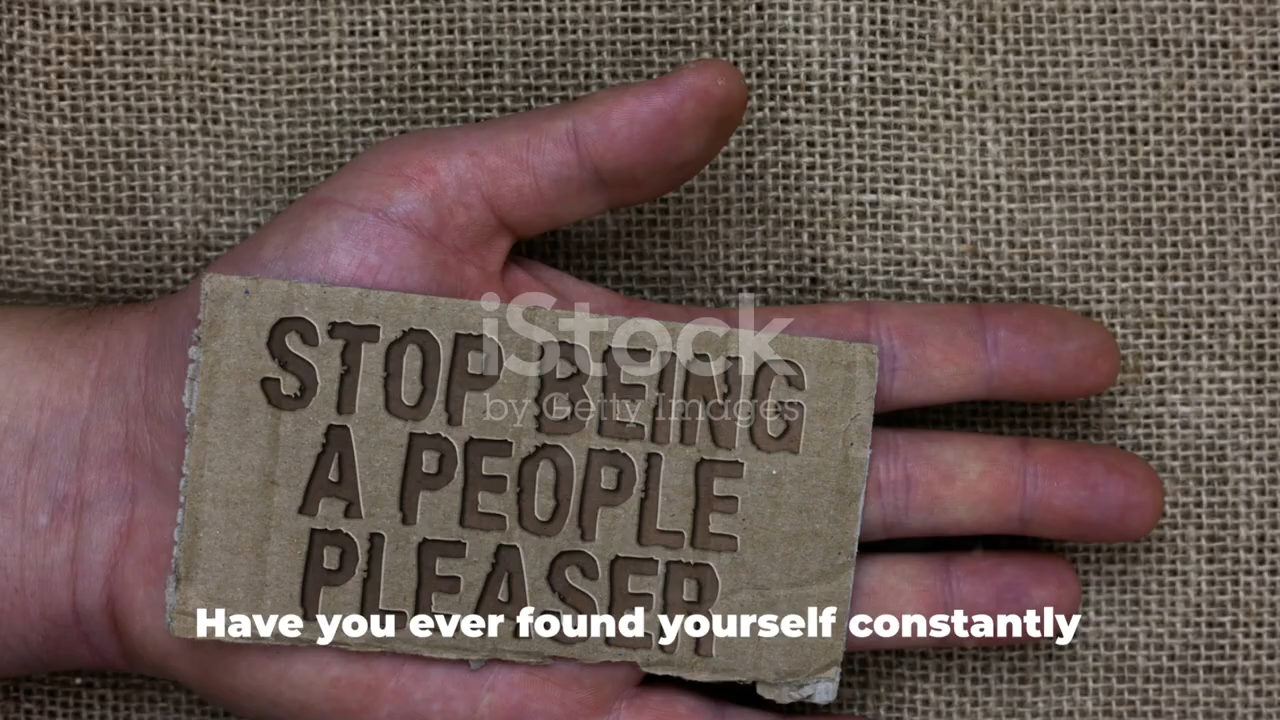 STOP BEING
A PEOPLE
PLEASER
iStock
by Getty Images
Have you ever found yourself constantly